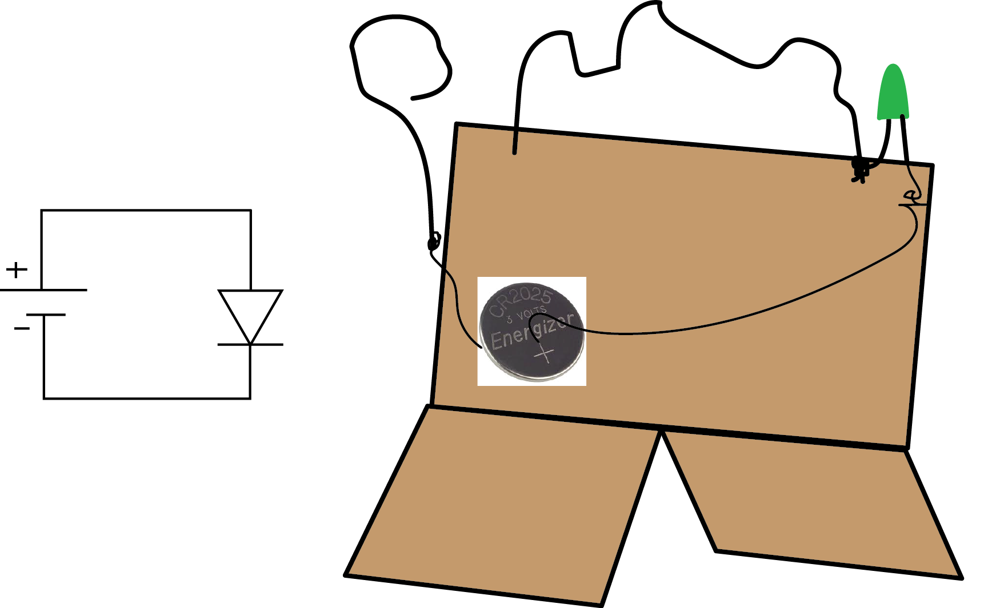 +
−
CR2025
3 VOLTS
Energizer
+